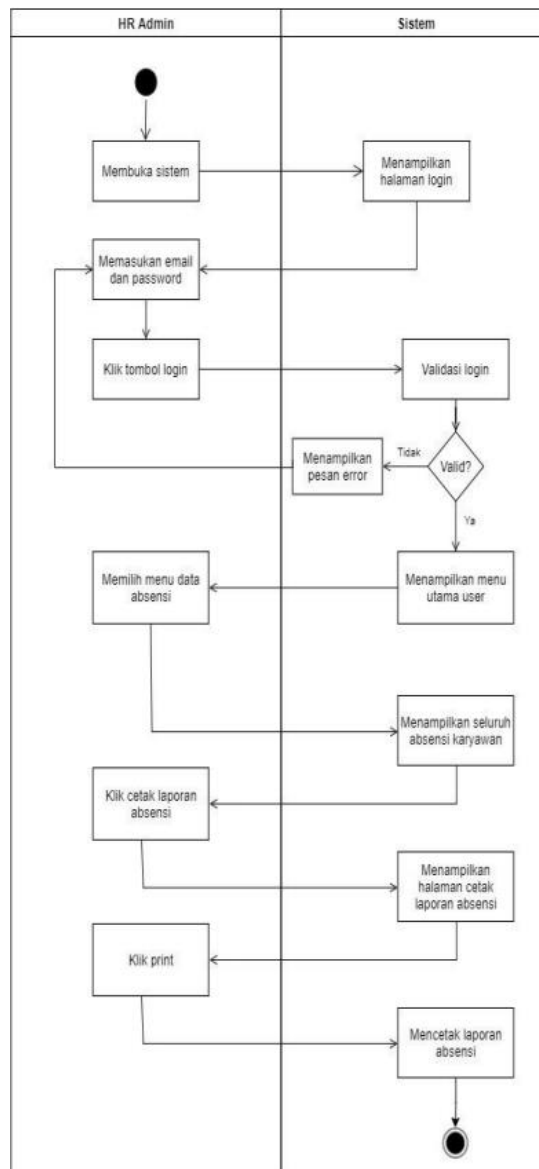 HR Admin
Sistem
Membuka sistem
Menampilkan
halaman login
Memasukan email
dan password
Klik tombol login
Validasi login
Valid?
Tidak
Menampilkan
pesan error
Ya
Memilih menu data
absensi
Menampilkan menu
utama user
Menampilkan seluruh
absensi karyawan
Klik cetak laporan
absensi
Menampilkan
halaman cetak
laporan absensi
Klik print
Mencetak laporan
absensi